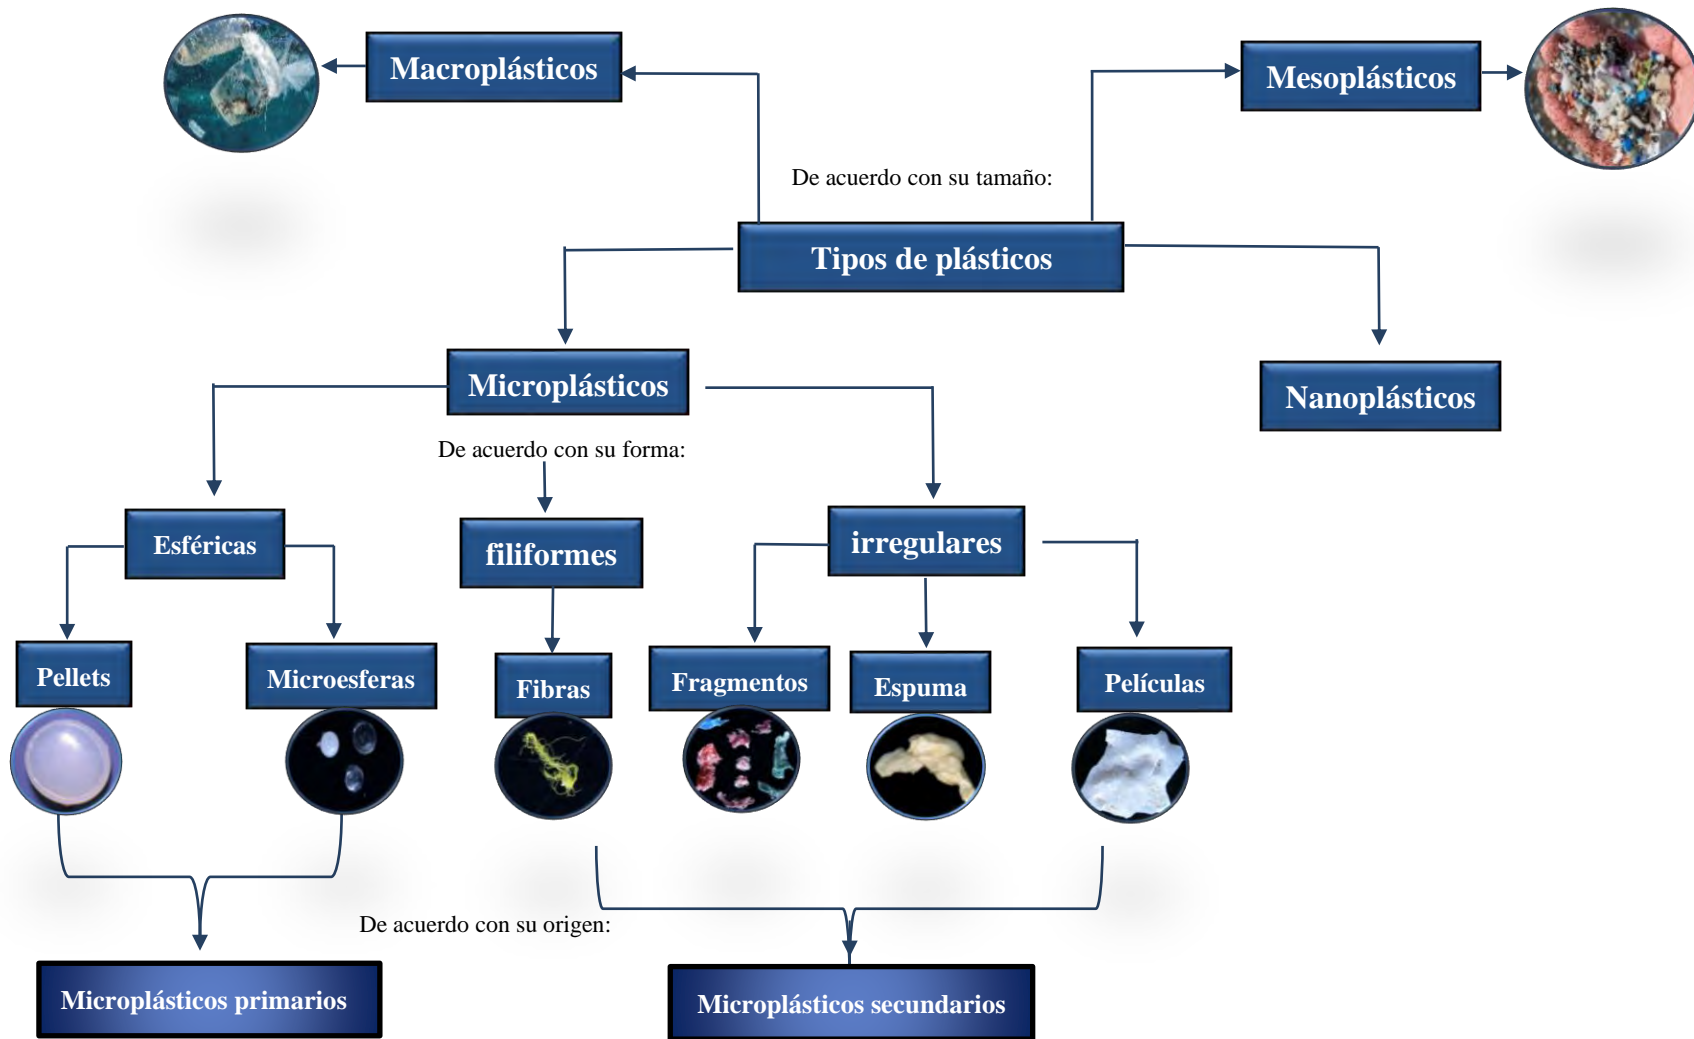 Macroplásticos
Mesoplásticos
De acuerdo con su tamaño:
Tipos de plásticos
Microplásticos
Nanoplásticos
De acuerdo con su forma:
Esféricas
filiformes
irregulares
Pellets
Microesferas
Fibras
Fragmentos
Espuma
Películas
De acuerdo con su origen:
Microplásticos primarios
Microplásticos secundarios